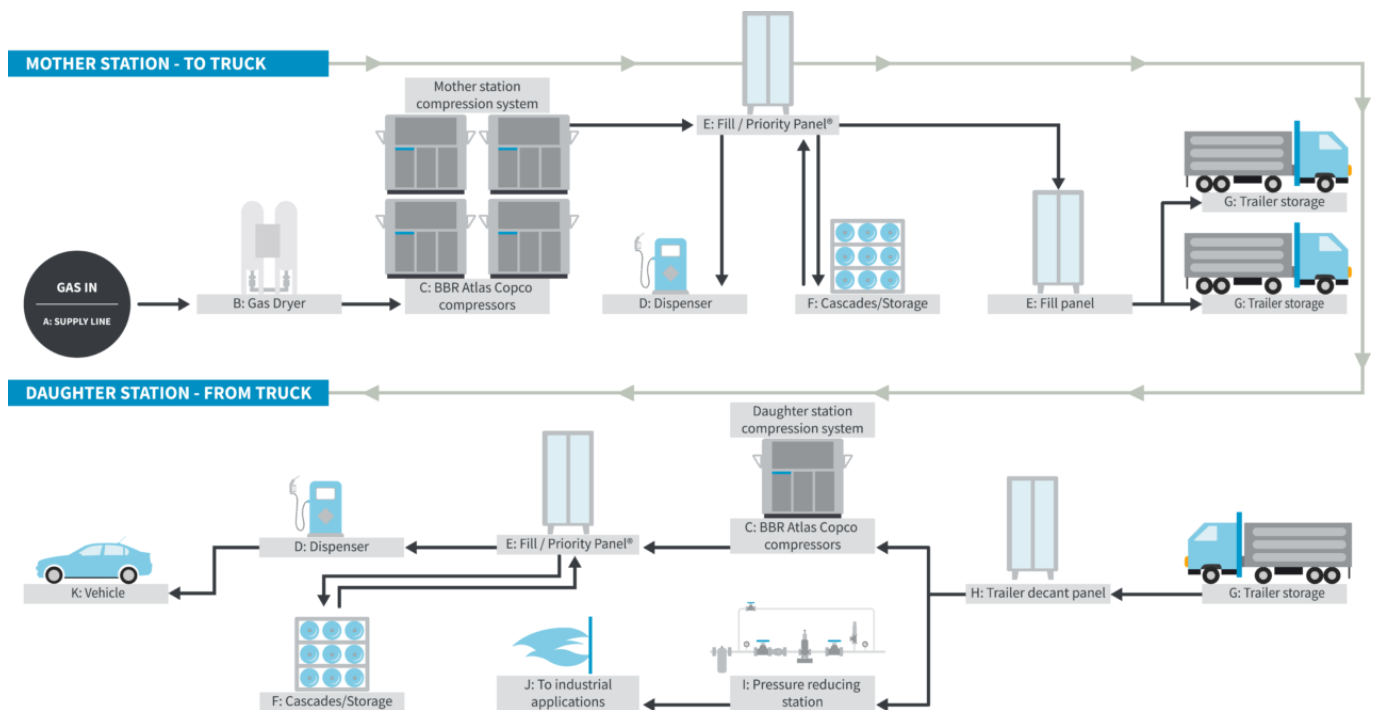 MOTHER STATION - TO TRUCK
Mother station
compression system
E: Fill / Priority Panel®
G: Trailer storage
GAS IN
A: SUPPLY LINE
B: Gas Dryer
C: BBR Atlas Copco
compressors
D: Dispenser
F: Cascades/Storage
E: Fill panel
G: Trailer storage
DAUGHTER STATION - FROM TRUCK
Daughter station
compression system
C: BBR Atlas Copco
compressors
E: Fill / Priority Panel®
D: Dispenser
K: Vehicle
H: Trailer decant panel
G: Trailer storage
F: Cascades/Storage
J: To industrial
applications
I: Pressure reducing
station